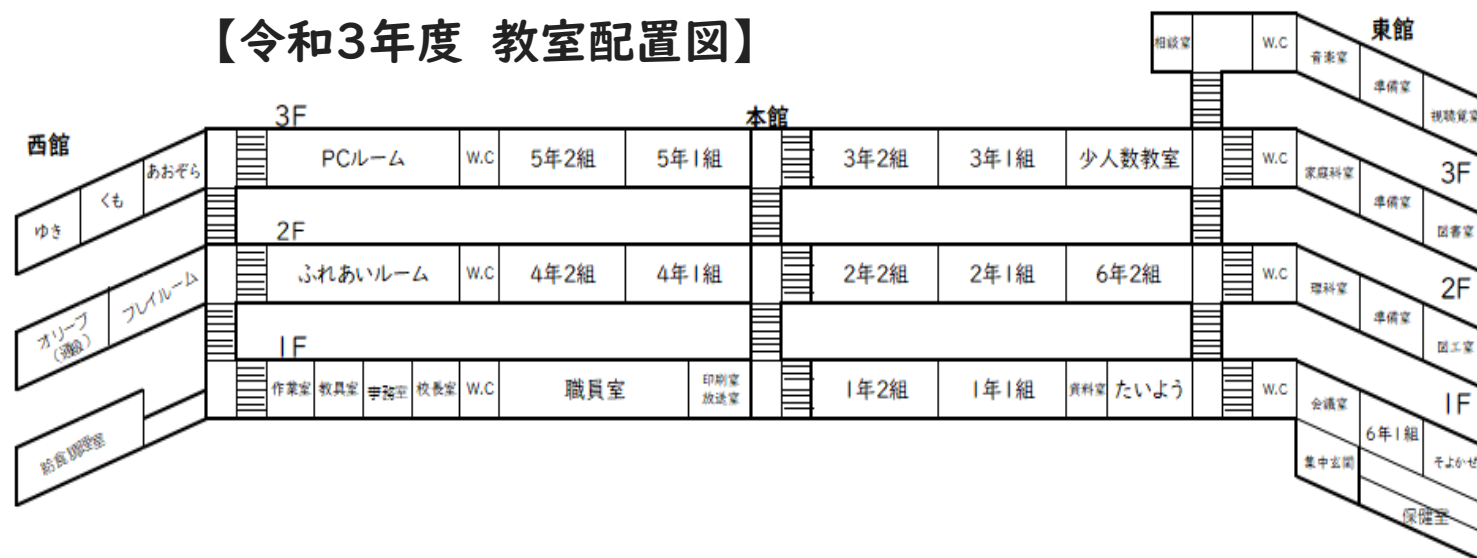 【令和3年度 教室配置図】
東館
相談室 W.C 音楽室 準備室 視聴覚室
西館
3F
本館
ゆき くも あおぞら PCルーム W.C 5年2組 5年1組 3年2組 3年1組 少人数教室 W.C 家庭科室 準備室 図書室
3F
2F
オリーブ
(通級)
プレイルーム ふれあいルーム W.C 4年2組 4年1組 2年2組 2年1組 6年2組 W.C 理科室 準備室 図工室
2F
1F
給食調理室 作業室 教具室 事務室 校長室 W.C 職員室 印刷室
放送室
1年2組 1年1組 資料室 たいよう W.C 会議室 6年1組 そよかぜ
1F
集中玄関
保健室